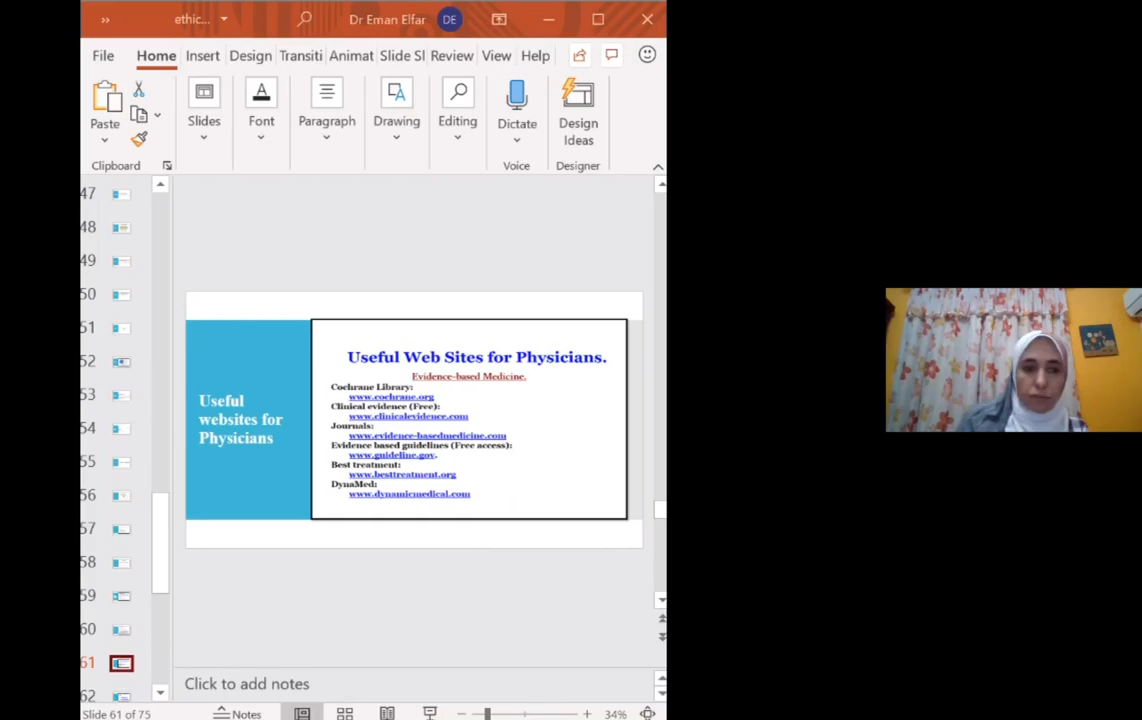 ethic...
Dr Eman Elfar
DE
File Home Insert Design Transiti Animat Slide Sl Review View Help
Paste
Slides
Font
Paragraph
Drawing
Editing
Dictate
Design
Ideas
Clipboard
Voice
Designer
47
48
49
50
51
52
53
54
55
56
57
58
59
60
61
62
Useful
websites for
Physicians
Useful Web Sites for Physicians.
Evidence-based Medicine.
Cochrane Library:
www.cochrane.org
Clinical evidence (Free):
www.clinicalevidence.com
Journals:
www.evidence-basedmedicine.com
Evidence based guidelines (Free access):
www.guideline.gov.
Best treatment:
www.besttreatment.org
DynaMed:
www.dynamicmedical.com
Click to add notes
Slide 61 of 75
Notes
34%